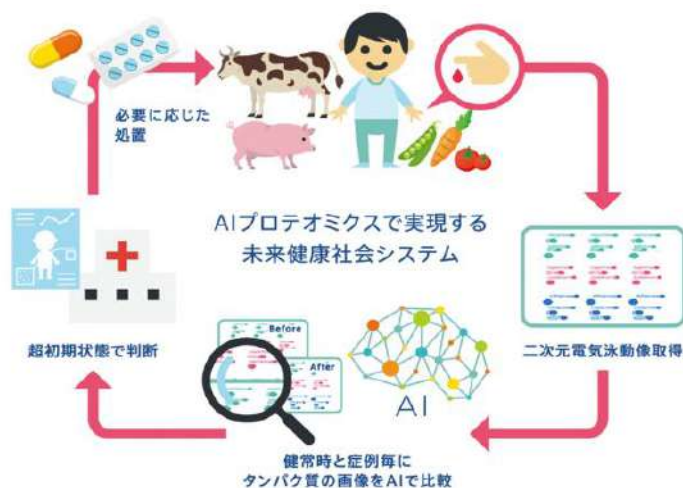 必要に応じた
処置
AIプロテオミクスで実現する
未来健康社会システム
超初期状態で判断
Before
After
AI
二次元電気泳動像取得
健常時と症例毎に
タンパク質の画像をAIで比較